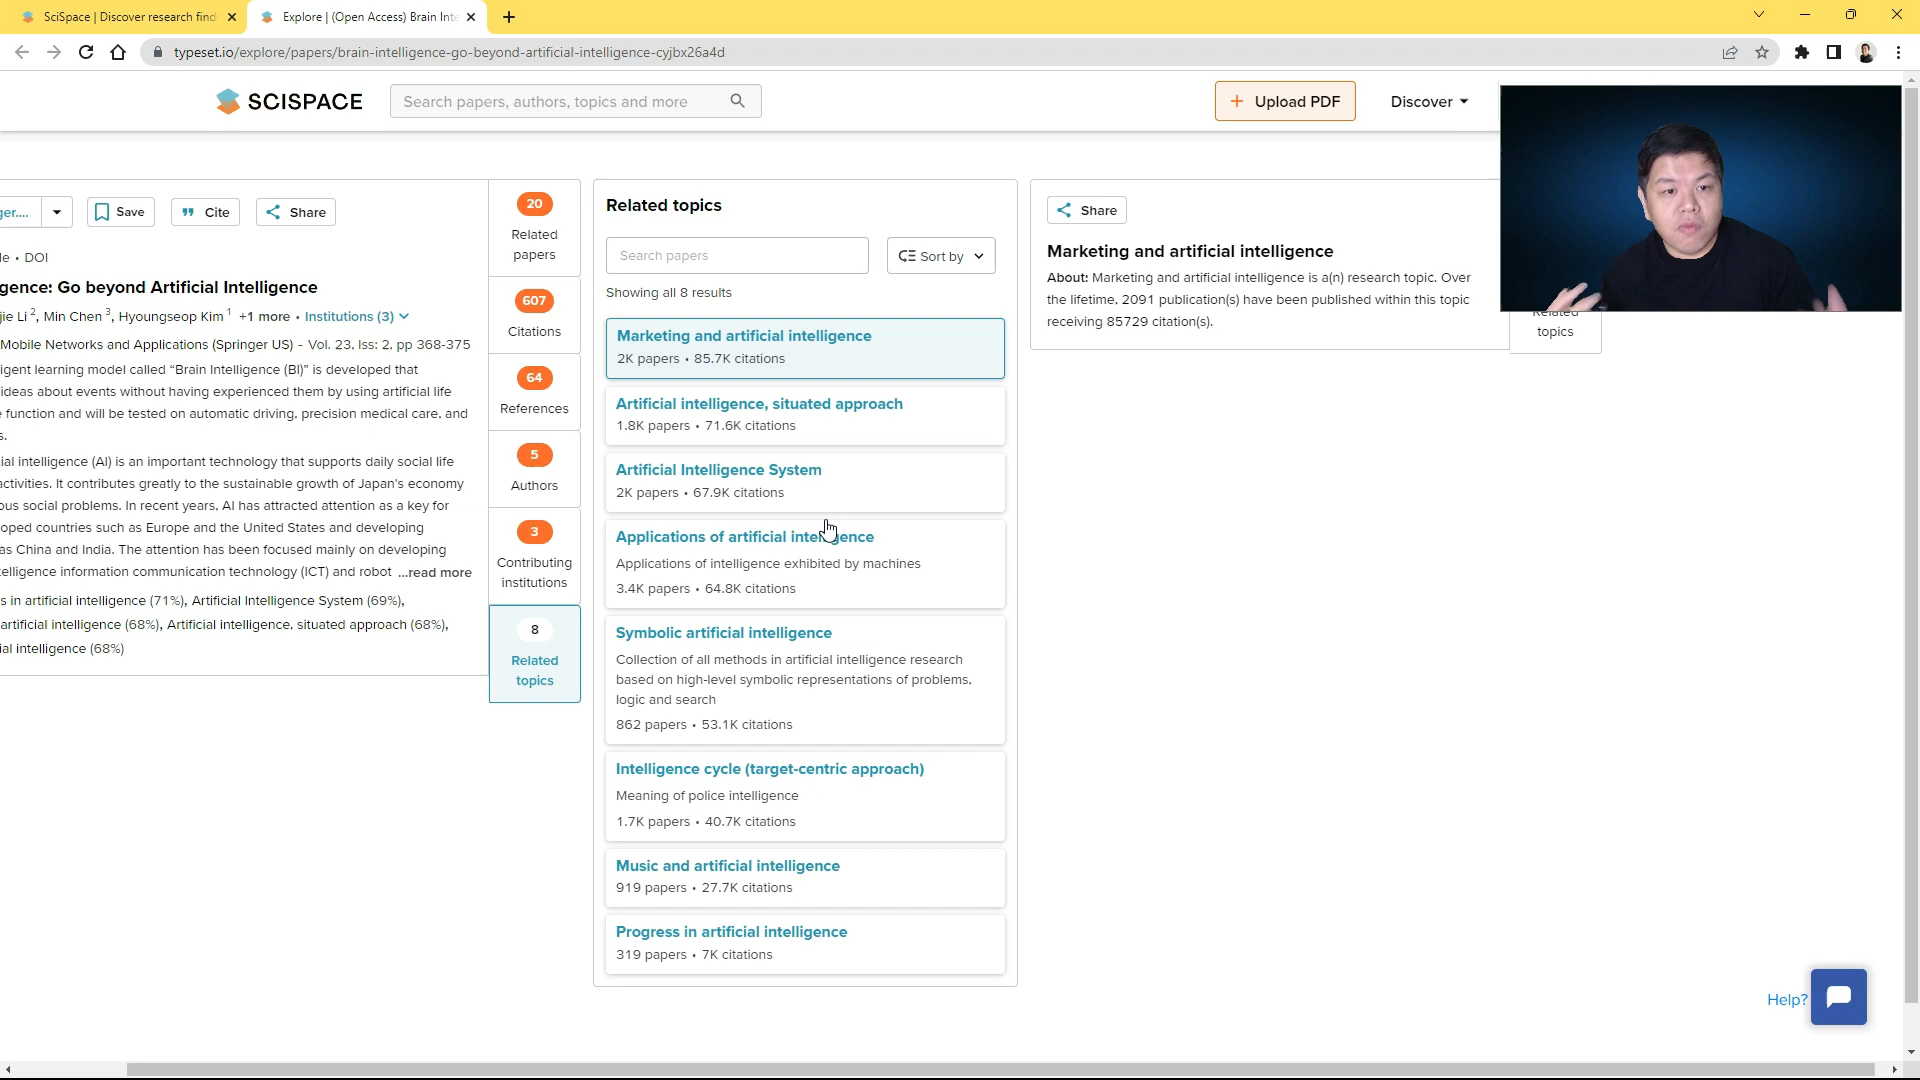 SciSpace | Discover research find
Explore | (Open Access) Brain Inte
typeset.io/explore/papers/brain-intelligence-go-beyond-artificial-intelligence-cyjbx26a4d
SCISPACE
Search papers, authors, topics and more
+ Upload PDF
Discover
ger....
Save
Cite
Share
le • DOI
gence: Go beyond Artificial Intelligence
jie Li 2, Min Chen 3, Hyoungseop Kim 1 +1 more • Institutions (3)
Mobile Networks and Applications (Springer US) - Vol. 23, Iss: 2, pp 368-375
igent learning model called “Brain Intelligence (BI)” is developed that
ideas about events without having experienced them by using artificial life
e function and will be tested on automatic driving, precision medical care, and
s.
ial intelligence (AI) is an important technology that supports daily social life
activities. It contributes greatly to the sustainable growth of Japan's economy
ous social problems. In recent years, AI has attracted attention as a key for
oped countries such as Europe and the United States and developing
as China and India. The attention has been focused mainly on developing
elligence information communication technology (ICT) and robot ...read more
s in artificial intelligence (71%), Artificial Intelligence System (69%),
artificial intelligence (68%), Artificial intelligence, situated approach (68%),
ial intelligence (68%)
20
Related
papers
607
Citations
64
References
5
Authors
3
Contributing
institutions
8
Related
topics
Related topics
Search papers
Sort by
Showing all 8 results
Marketing and artificial intelligence
2K papers • 85.7K citations
Artificial intelligence, situated approach
1.8K papers • 71.6K citations
Artificial Intelligence System
2K papers • 67.9K citations
Applications of artificial intelligence
Applications of intelligence exhibited by machines
3.4K papers • 64.8K citations
Symbolic artificial intelligence
Collection of all methods in artificial intelligence research
based on high-level symbolic representations of problems,
logic and search
862 papers • 53.1K citations
Intelligence cycle (target-centric approach)
Meaning of police intelligence
1.7K papers • 40.7K citations
Music and artificial intelligence
919 papers • 27.7K citations
Progress in artificial intelligence
319 papers • 7K citations
Share
Marketing and artificial intelligence
About: Marketing and artificial intelligence is a(n) research topic. Over
the lifetime, 2091 publication(s) have been published within this topic
receiving 85729 citation(s).
Related
topics
Help?